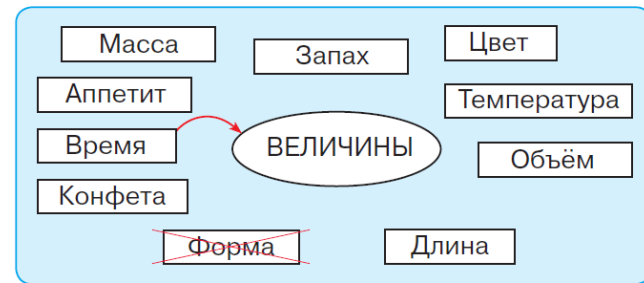 Масса
Запах
Цвет
Аппетит
Температура
Время
ВЕЛИЧИНЫ
Объём
Конфета
Форма
Длина